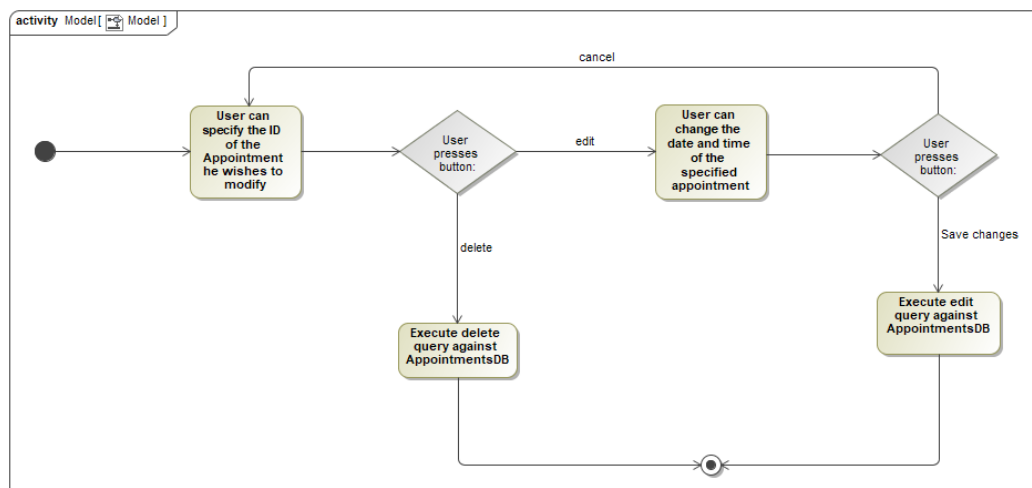 activity Model[ Model ]
cancel
User can
specify the ID
of the
Appointment
he wishes to
modify
User
presses
button:
edit
User can
change the
date and time
of the
specified
appointment
User
presses
button:
delete
Save changes
Execute delete
query against
AppointmentsDB
Execute edit
query against
AppointmentsDB